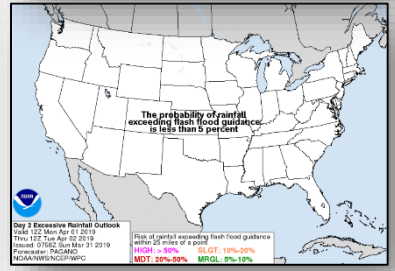 The probability of rainfall
exceeding flash flood guidance
is less than 5 percent
noaa
Day 2 Excessive Rainfall Outlook
Valid 12Z Mon Apr 01 2019
Thru 12Z Tue Apr 02 2019
Issued: 0758Z Sun Mar 31 2019
Forecaster: PAGANO
NOAA/NWS/NCEP/WPC
Risk of rainfall exceeding flash flood guidance
within 25 miles of a point
HIGH: > 50% SLGT: 10%-20%
MDT: 20%-50% MRGL: 5%-10%